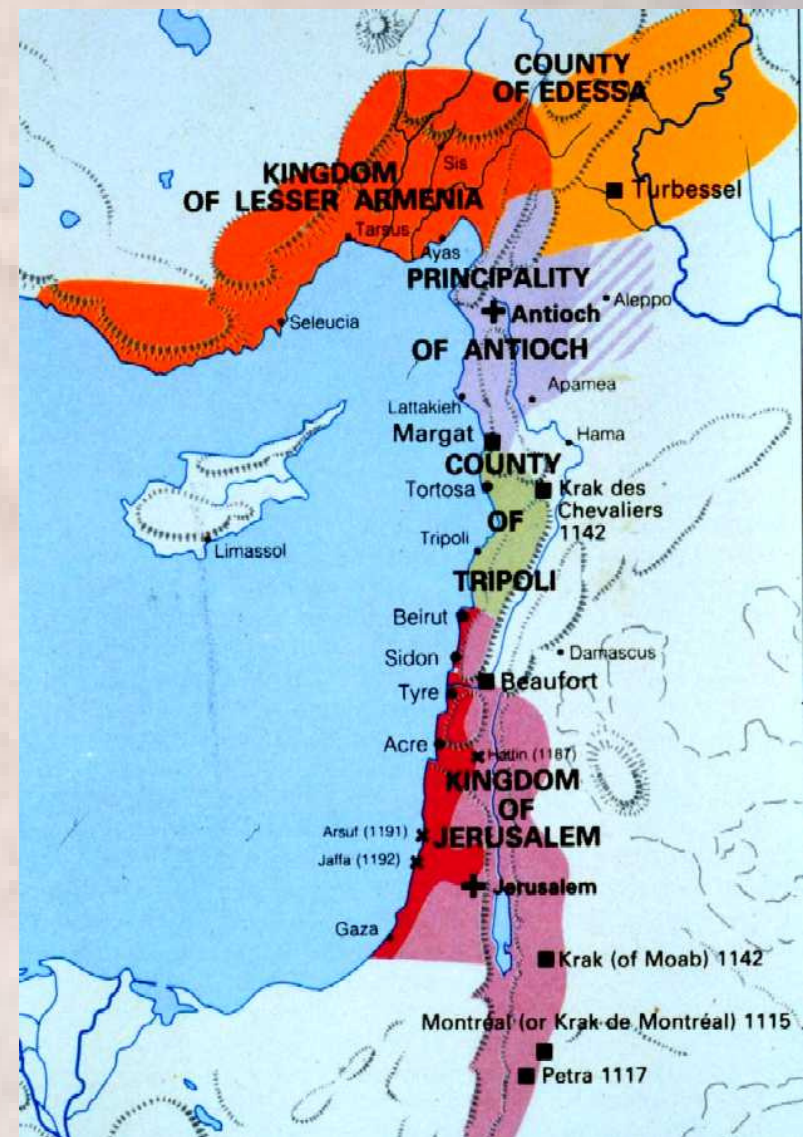 COUNTY
OF EDESSA
Sis
KINGDOM
OF LESSER ARMENIA
Turbessel
Tarsus
Ayas
PRINCIPALITY
Aleppo
Antioch
Seleucia
OF ANTIOCH
Apamea
Lattakieh
Margat
Hama
COUNTY
Tortosa
Krak des
Chevaliers
1142
OF
Tripoli
Limassol
TRIPOLI
Beirut
Sidon
Damascus
Beaufort
Tyre
Acre
Hattin (1187)
KINGDOM
OF
JERUSALEM
Arsuf (1191)
Jaffa (1192)
Jerusalem
Gaza
Krak (of Moab) 1142
Montréal (or Krak de Montréal) 1115
Petra 1117